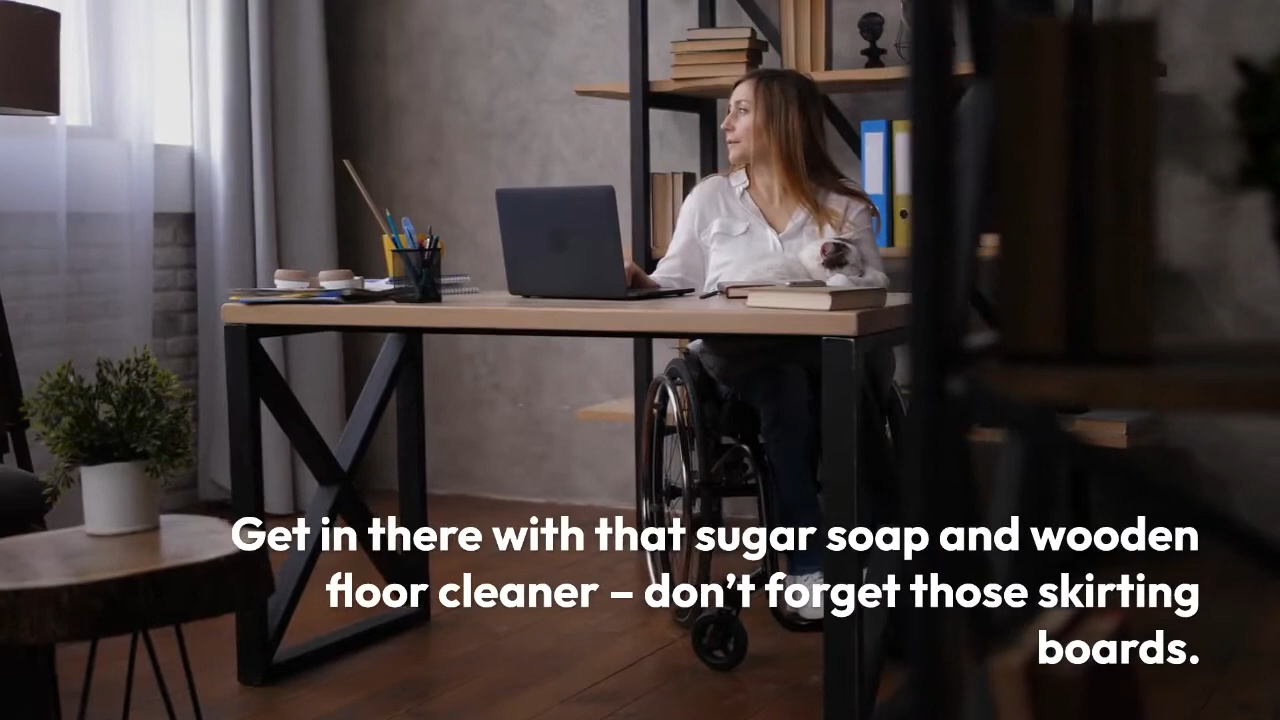 Get in there with that sugar soap and wooden
floor cleaner – don’t forget those skirting
boards.